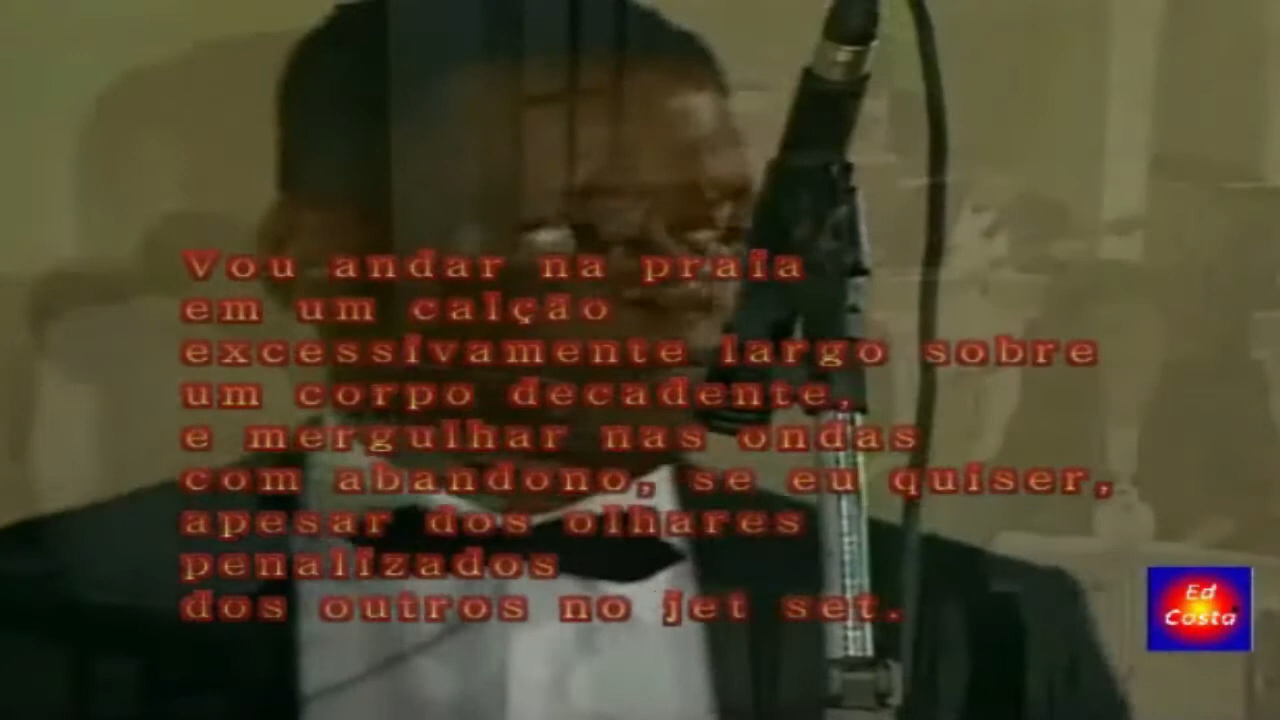 Vou andar na praia
em um calção
excessivamente largo sobre
um corpo decadente,
e mergulhar nas ondas
com abandono, se eu quiser,
apesar dos olhares
penalizados
dos outros no jet set.
Ed
Costa